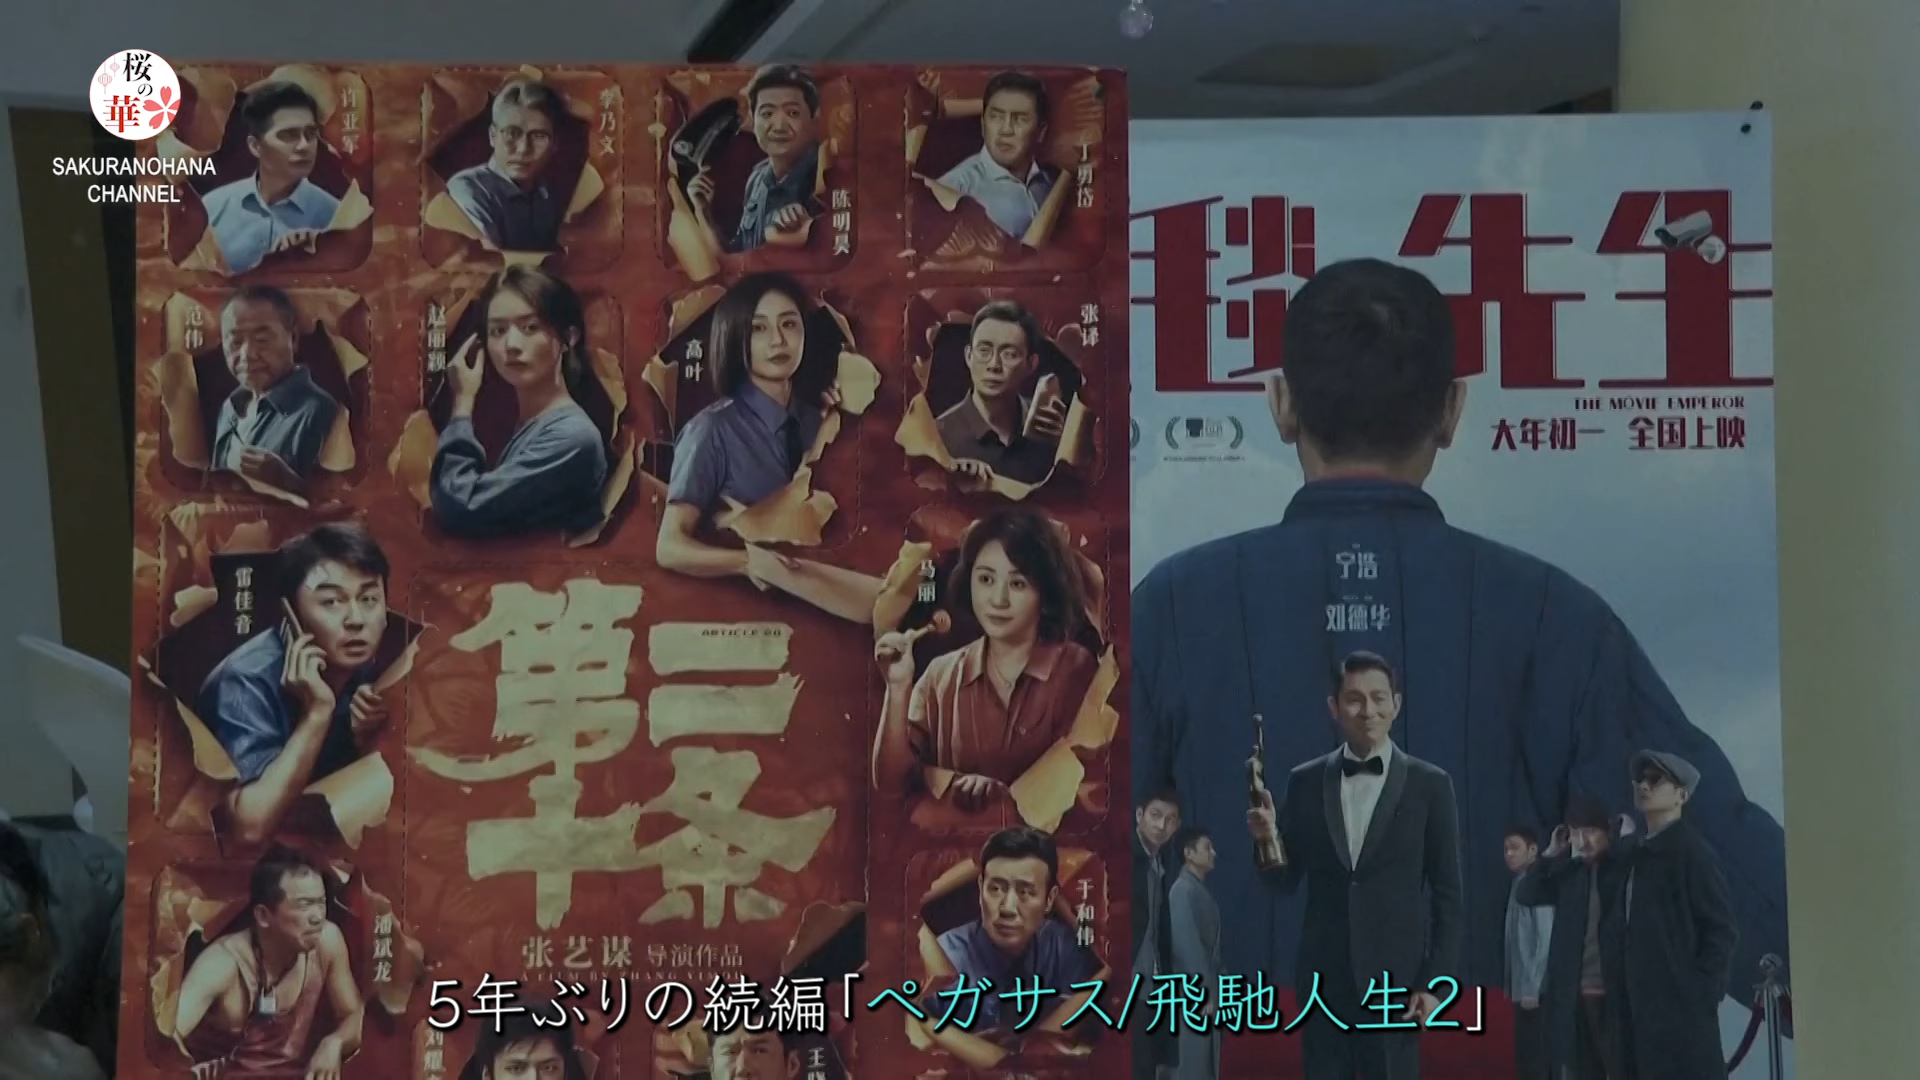 桜の
華
SAKURANOHANA
CHANNEL
许亚军
李乃文
陈明昊
丁勇岱
范伟
赵丽颖
高叶
张译
雷佳音
马丽
第二十条
ARTICLE 20
张艺谋 导演作品
A FILM BY ZHANG YIMOU
潘斌龙
于和伟
毯先生
THE MOVIE EMPEROR
大年初一 全国上映
宁浩
刘德华
5年ぶりの続編「ペガサス/飛馳人生2」